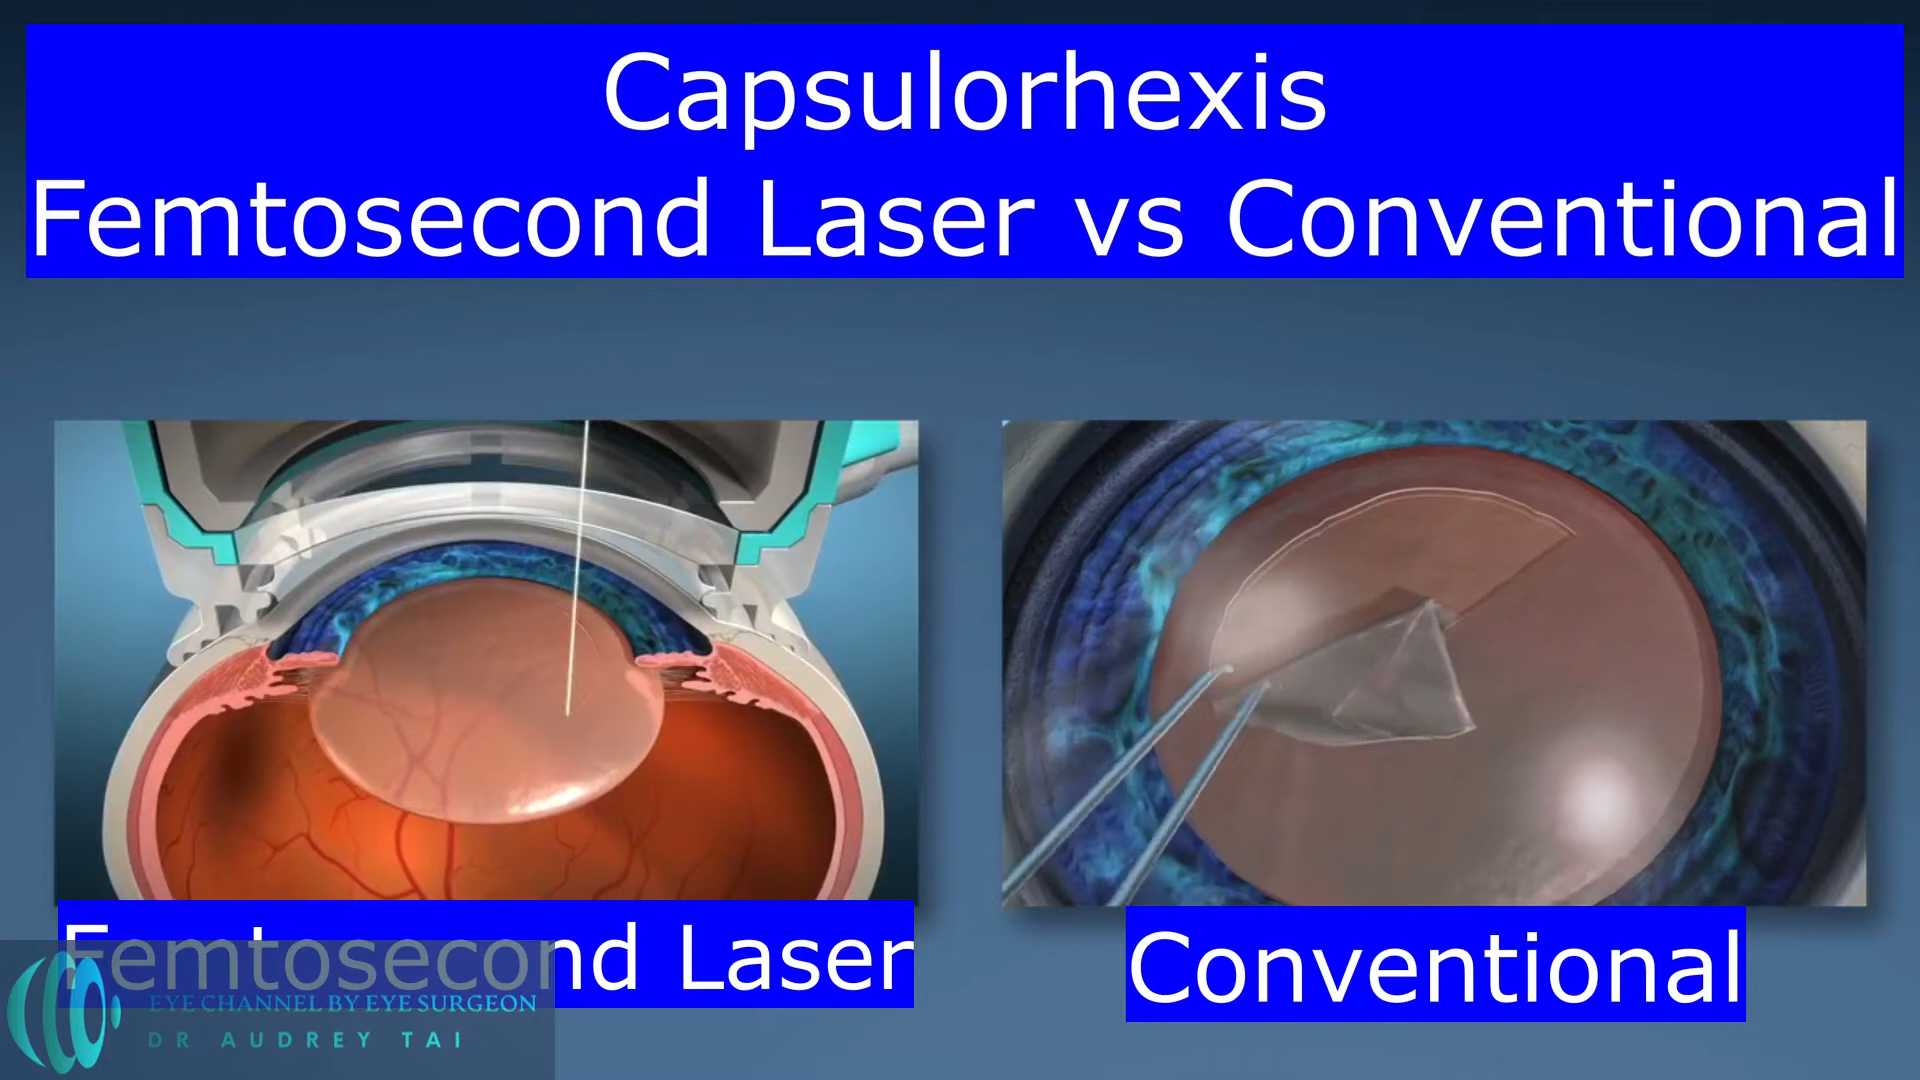 Capsulorhexis
Femtosecond Laser vs Conventional
Femtosecond Laser
Conventional
EYE CHANNEL BY EYE SURGEON
DR AUDREY TAI